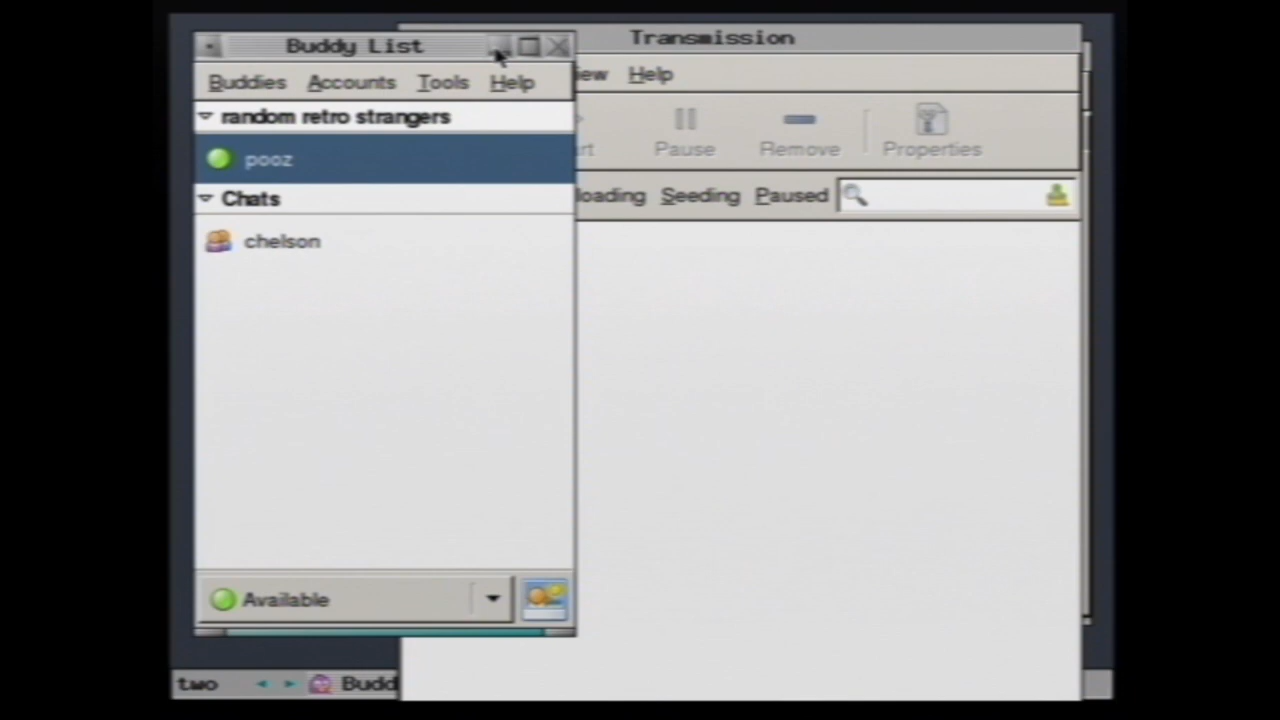 Buddy List
Transmission
Buddies Accounts Tools Help
iew Help
random retro strangers
pooz
rt Pause Remove Properties
Chats
loading Seeding Paused
chelson
Available
two Budd